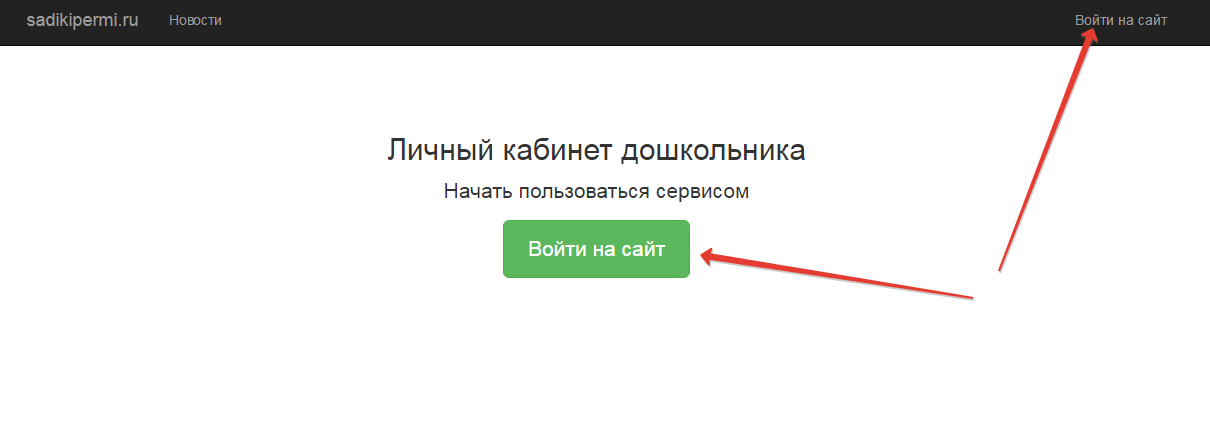 sadikipermi.ru Новости Войти на сайт
Личный кабинет дошкольника
Начать пользоваться сервисом
Войти на сайт